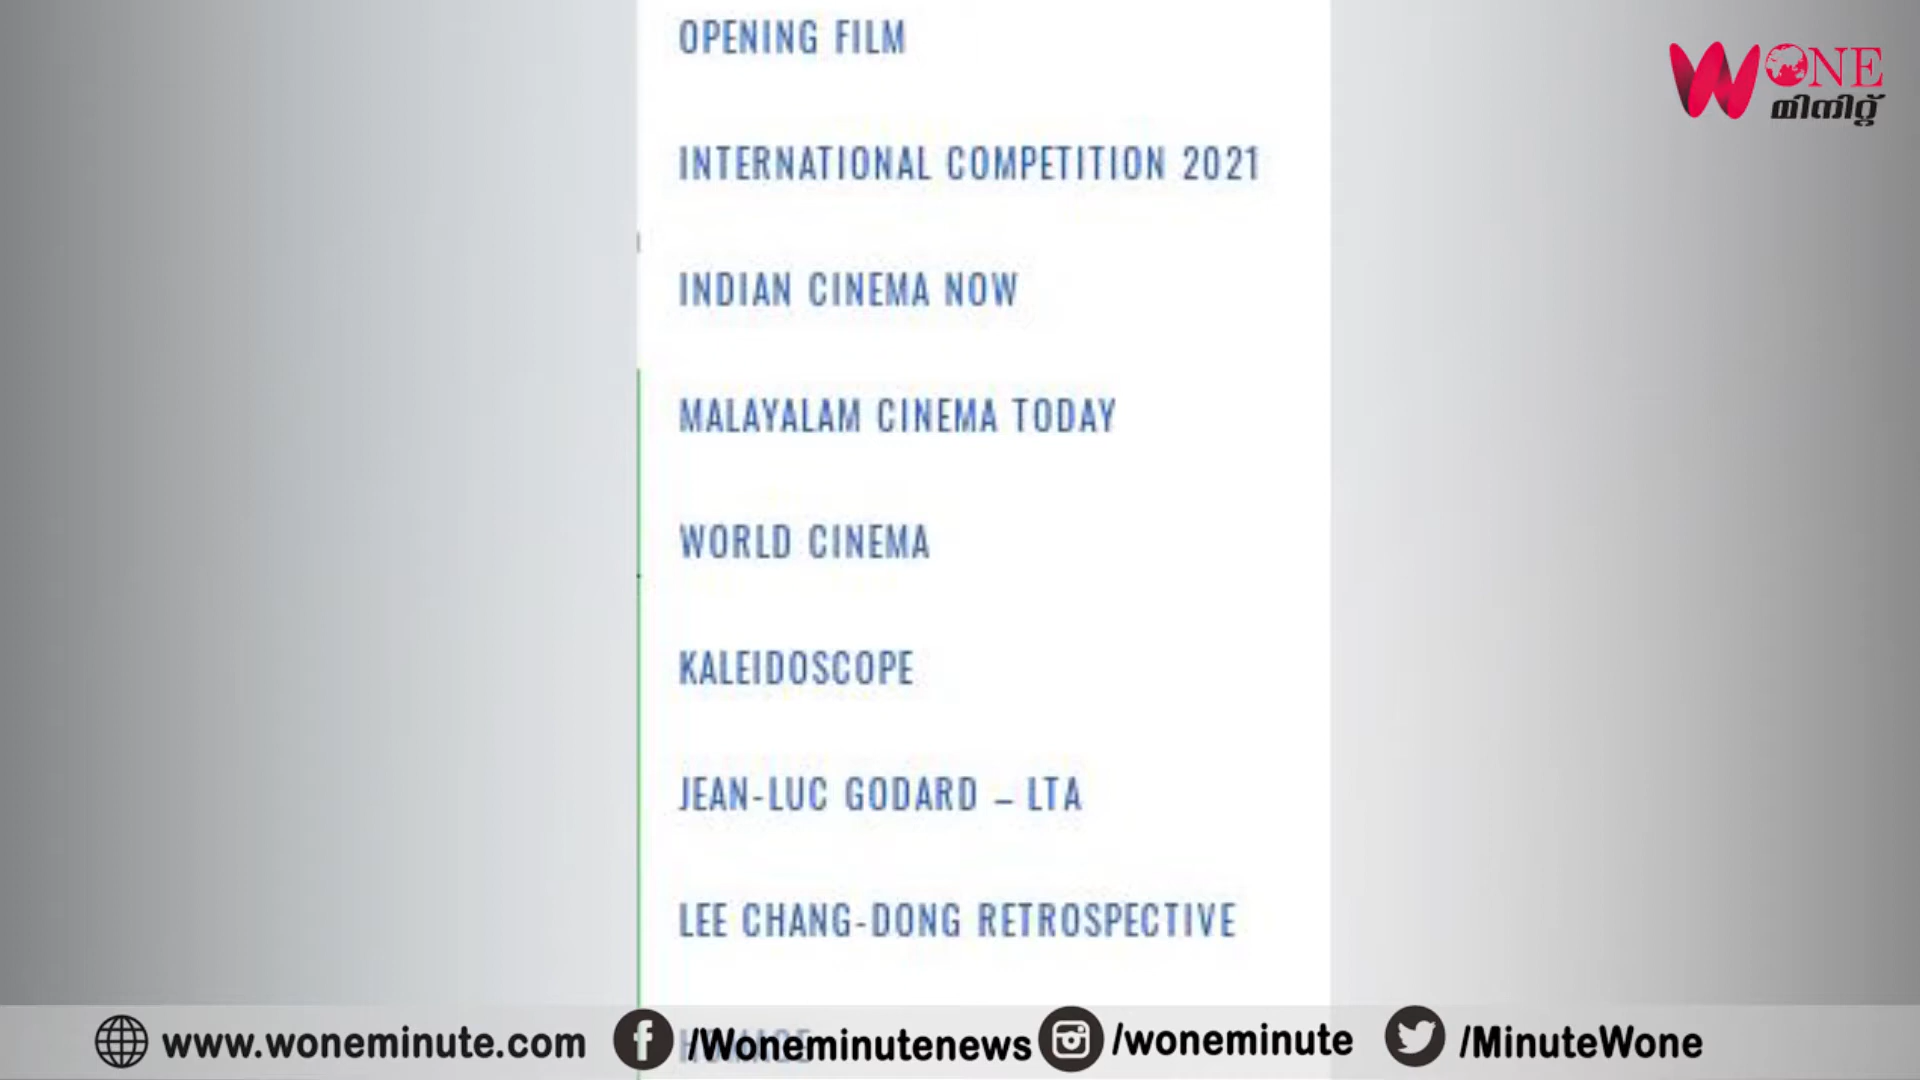 OPENING FILM
WONE
മിനിറ്റ്
INTERNATIONAL COMPETITION 2021
INDIAN CINEMA NOW
MALAYALAM CINEMA TODAY
WORLD CINEMA
KALEIDOSCOPE
JEAN-LUC GODARD – LTA
LEE CHANG-DONG RETROSPECTIVE
HOMAGE
www.woneminute.com /Woneminutenews /woneminute /MinuteWone